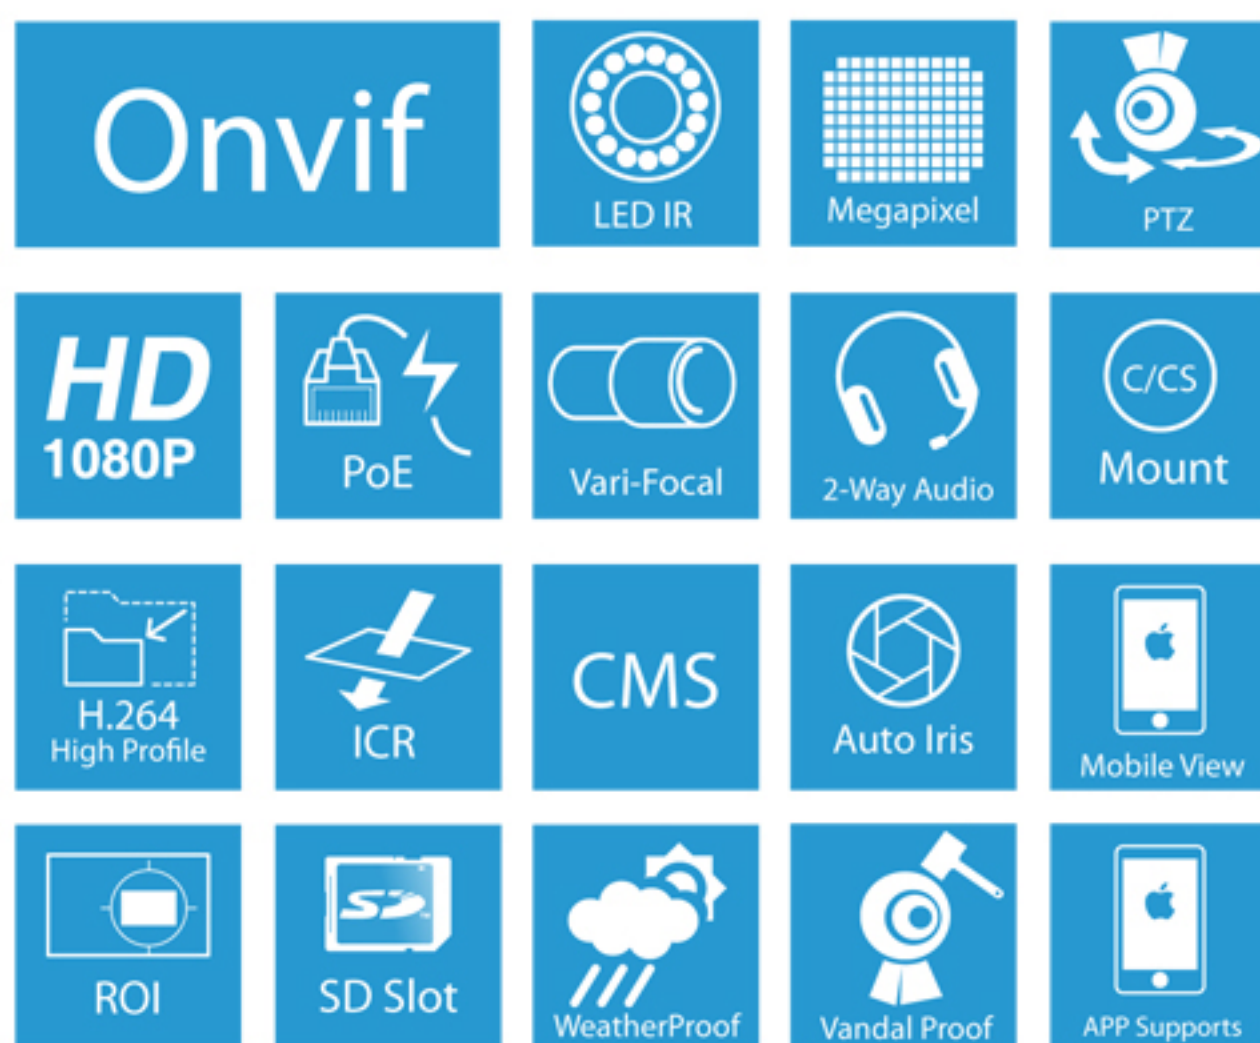 Onvif
LED IR
Megapixel
PTZ
HD
1080P
PoE
Vari-Focal
2-Way Audio
C/CS
Mount
H.264
High Profile
ICR
CMS
Auto Iris
Mobile View
ROI
SD
SD Slot
WeatherProof
Vandal Proof
APP Supports